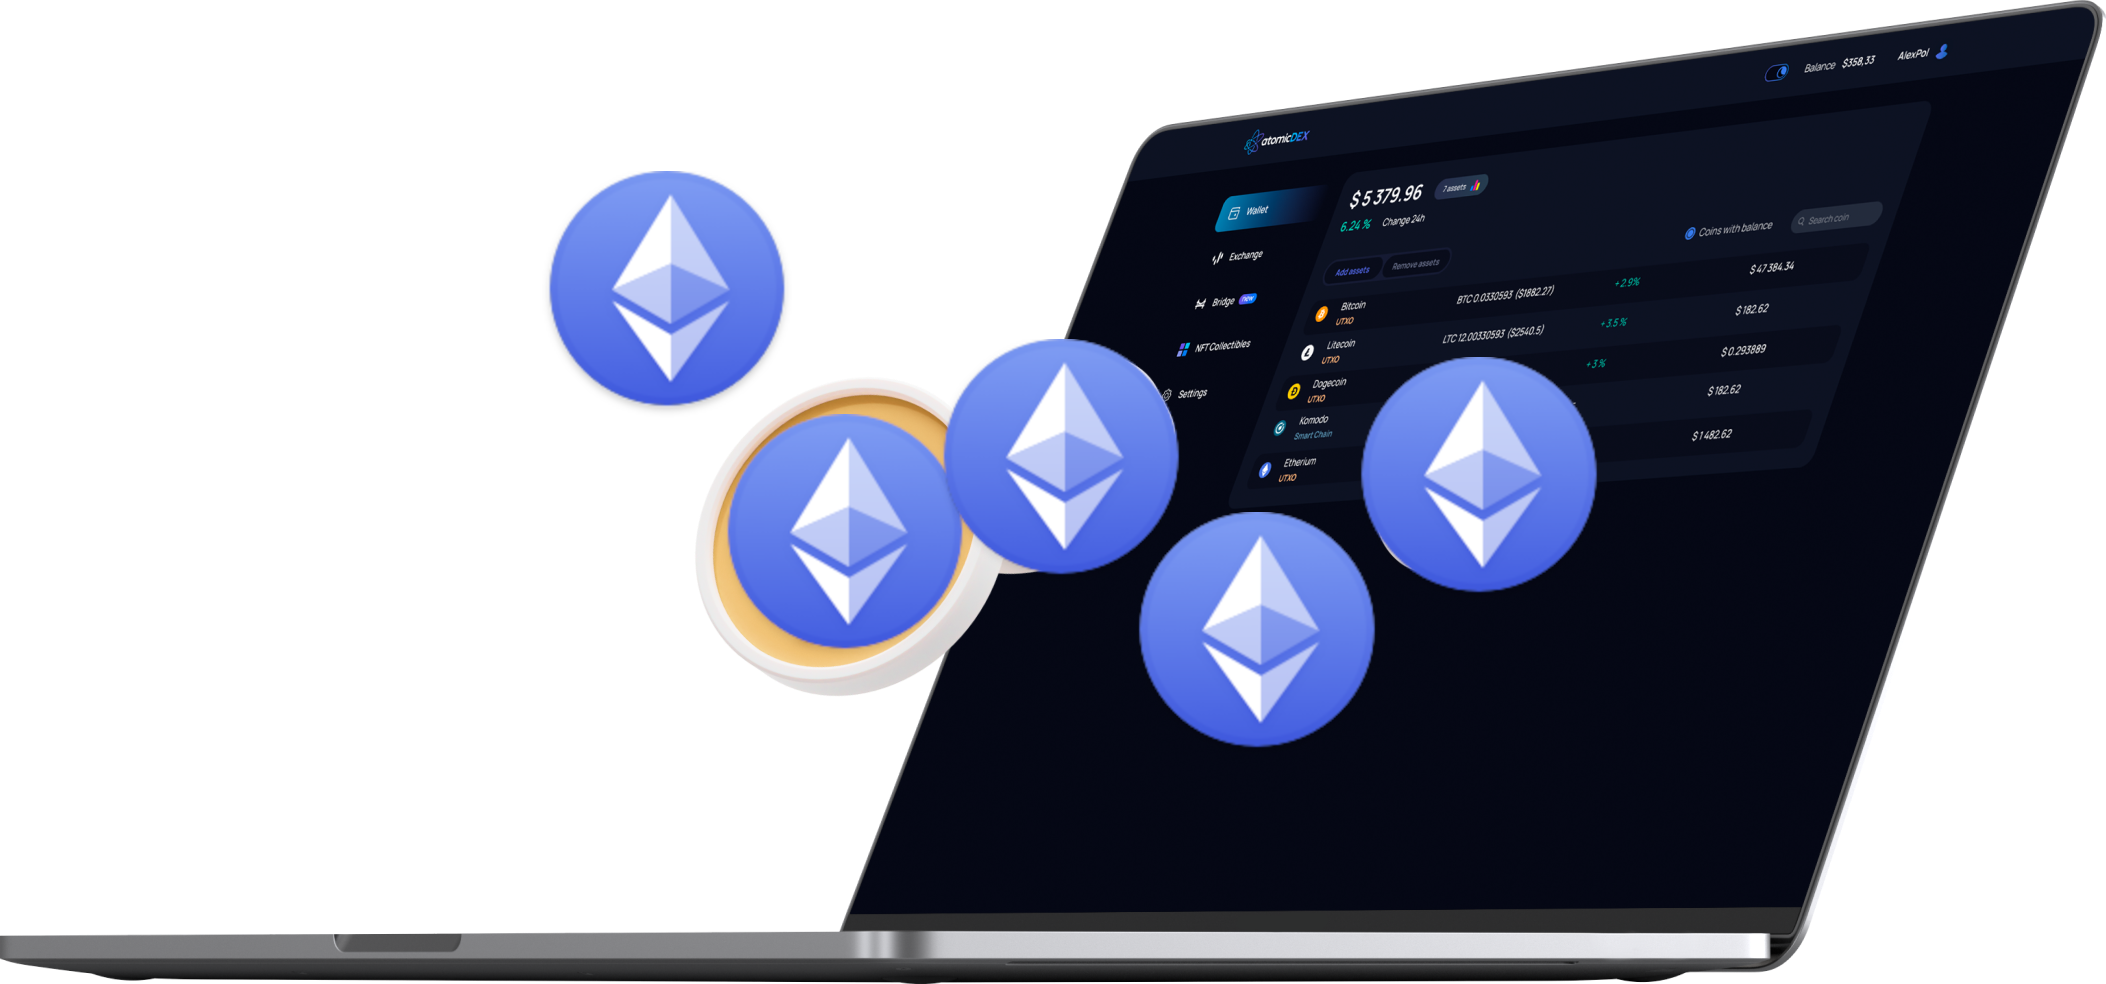 Balance $358,33 AlexPol
atomicDEX
Wallet
Exchange
Bridge new
NFT Collectibles
Settings
$ 5 379.96 7 assets
6.24 % Change 24h
Coins with balance Search coin
Add assets Remove assets
Bitcoin BTC 0.0330593 ($1882.27) +2.9% $ 47 384.34
UTXO
Litecoin LTC 12.00330593 ($2540.5) +3.5 % $ 182.62
UTXO
Dogecoin +3 % $ 0.293889
UTXO
Komodo $ 182.62
Smart Chain
Etherium $ 1 482.62
UTXO